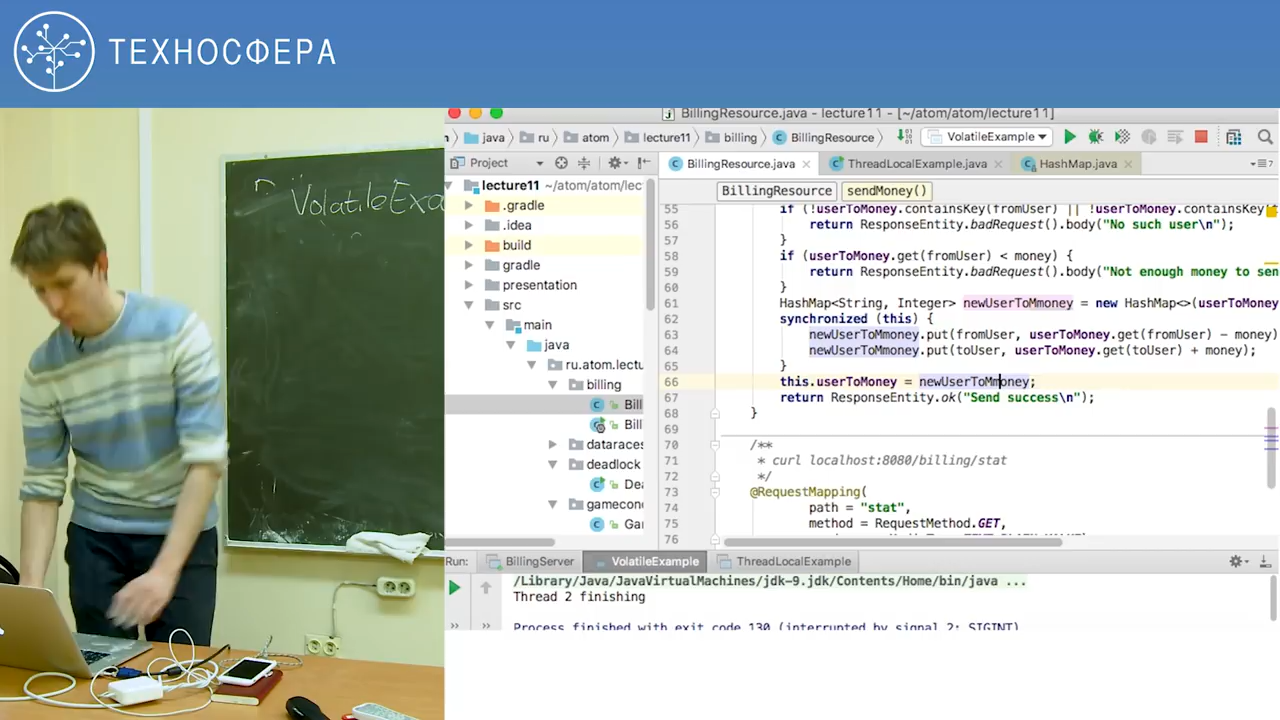 ТЕХНОСФЕРА
VolatileExa
BillingResource.java - lecture11 - [~/atom/atom/lecture11]
java ru atom lecture11 billing BillingResource VolatileExample
Project BillingResource.java ThreadLocalExample.java HashMap.java
BillingResource sendMoney()
lecture11 ~/atom/atom/lec
.gradle
.idea
build
gradle
presentation
src
main
java
ru.atom.lectu
billing
Bill
Bill
dataraces
deadlock
De
gamecon
Ga
55 if (!userToMoney.containsKey(fromUser) || !userToMoney.containsKey(
56 return ResponseEntity.badRequest().body("No such user\n");
57 }
58 if (userToMoney.get(fromUser) < money) {
59 return ResponseEntity.badRequest().body("Not enough money to sen
60 }
61 HashMap<String, Integer> newUserToMmoney = new HashMap<>(userToMoney
62 synchronized (this) {
63 newUserToMmoney.put(fromUser, userToMoney.get(fromUser) - money)
64 newUserToMmoney.put(toUser, userToMoney.get(toUser) + money);
65 }
66 this.userToMoney = newUserToMmoney;
67 return ResponseEntity.ok("Send success\n");
68 }
69
70 /**
71 * curl localhost:8080/billing/stat
72 */
73 @RequestMapping(
74 path = "stat",
75 method = RequestMethod.GET,
76
Run: BillingServer VolatileExample ThreadLocalExample
/Library/Java/JavaVirtualMachines/jdk-9.jdk/Contents/Home/bin/java ...
Thread 2 finishing
Process finished with exit code 130 (interrupted by signal 2: SIGINT)